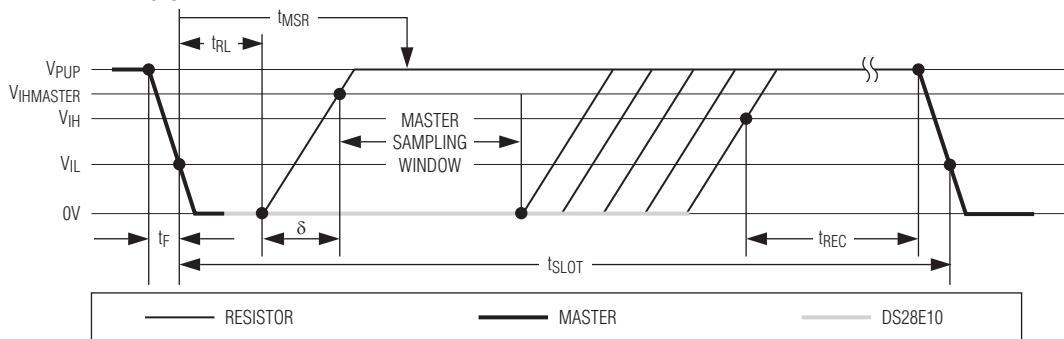 tMSR
tRL
VPUP
VIHMASTER
VIH
VIL
0V
MASTER
SAMPLING
WINDOW
tF
δ
tREC
tSLOT
RESISTOR
MASTER
DS28E10